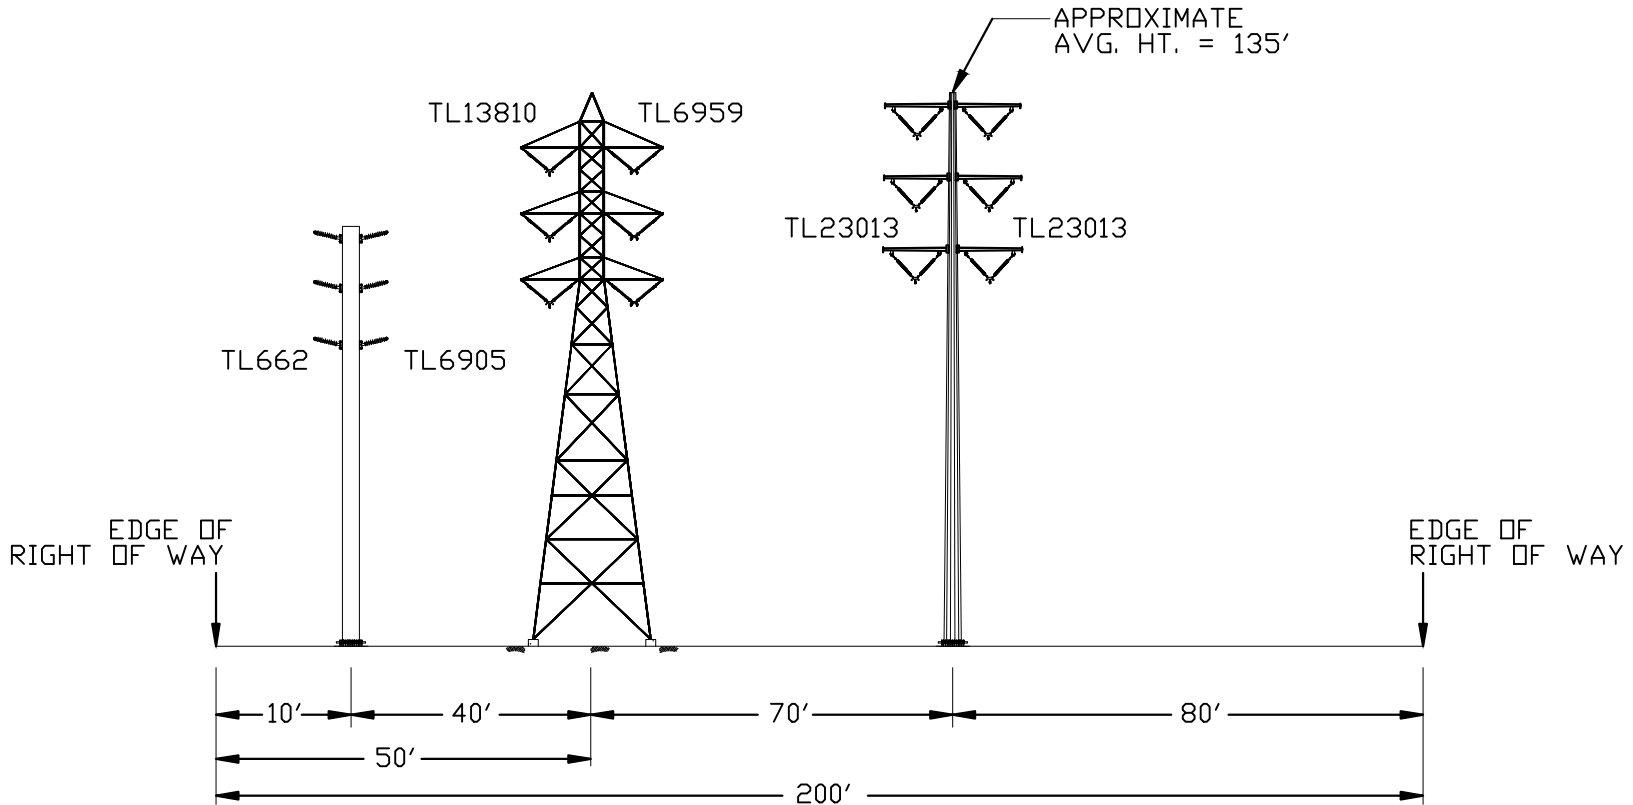 APPROXIMATE
AVG. HT. = 135'
TL13810
TL6959
TL23013
TL23013
TL662
TL6905
EDGE OF
RIGHT OF WAY
EDGE OF
RIGHT OF WAY
10'
40'
70'
80'
50'
200'